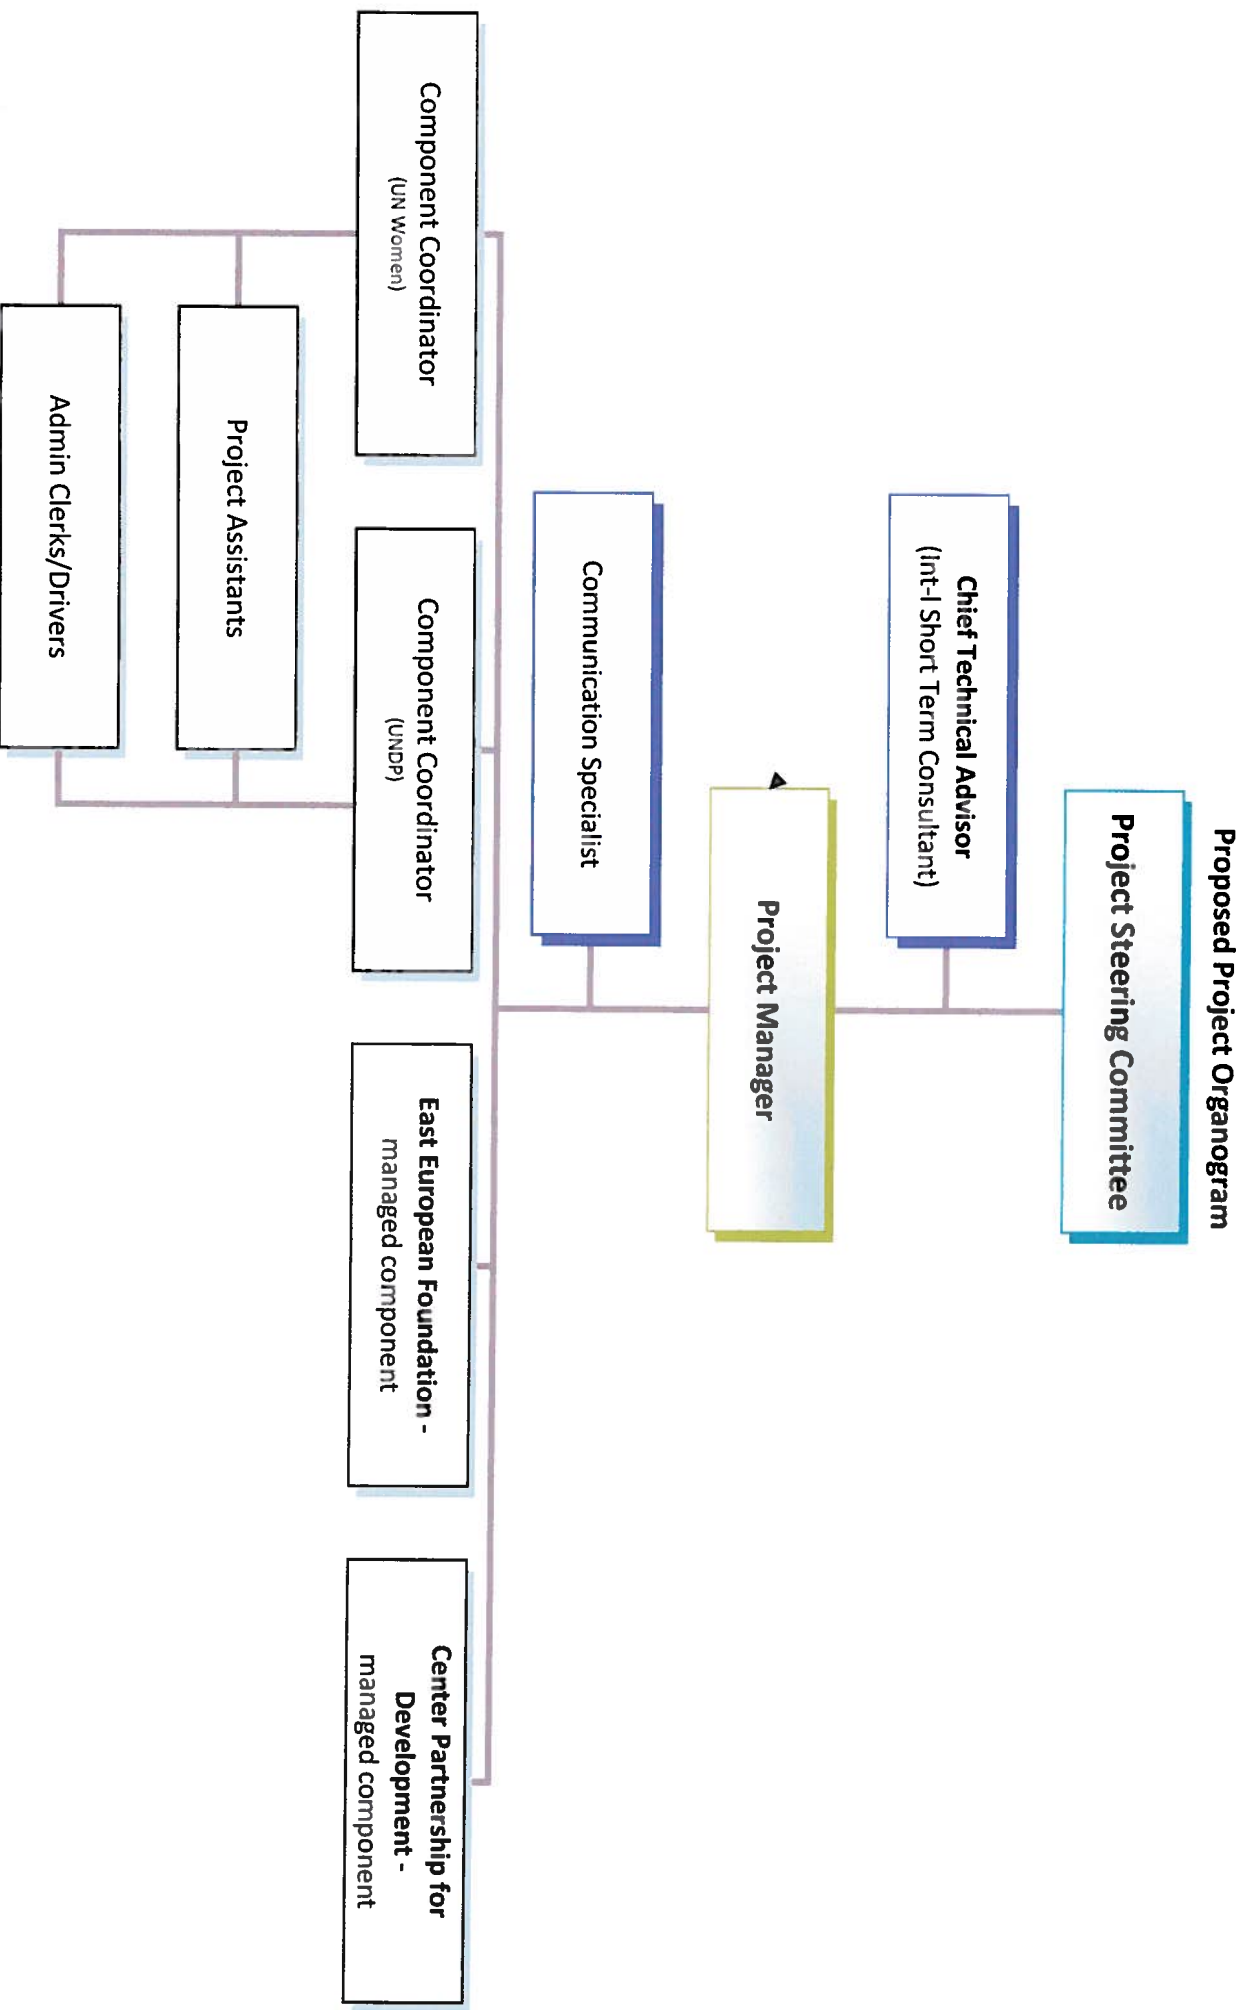 Proposed Project Organogram
Project Steering Committee
Chief Technical Advisor
(Int-l Short Term Consultant)
Project Manager
Communication Specialist
Component Coordinator
(UN Women)
Component Coordinator
(UNDP)
East European Foundation -
managed component
Center Partnership for
Development -
managed component
Project Assistants
Admin Clerks/Drivers